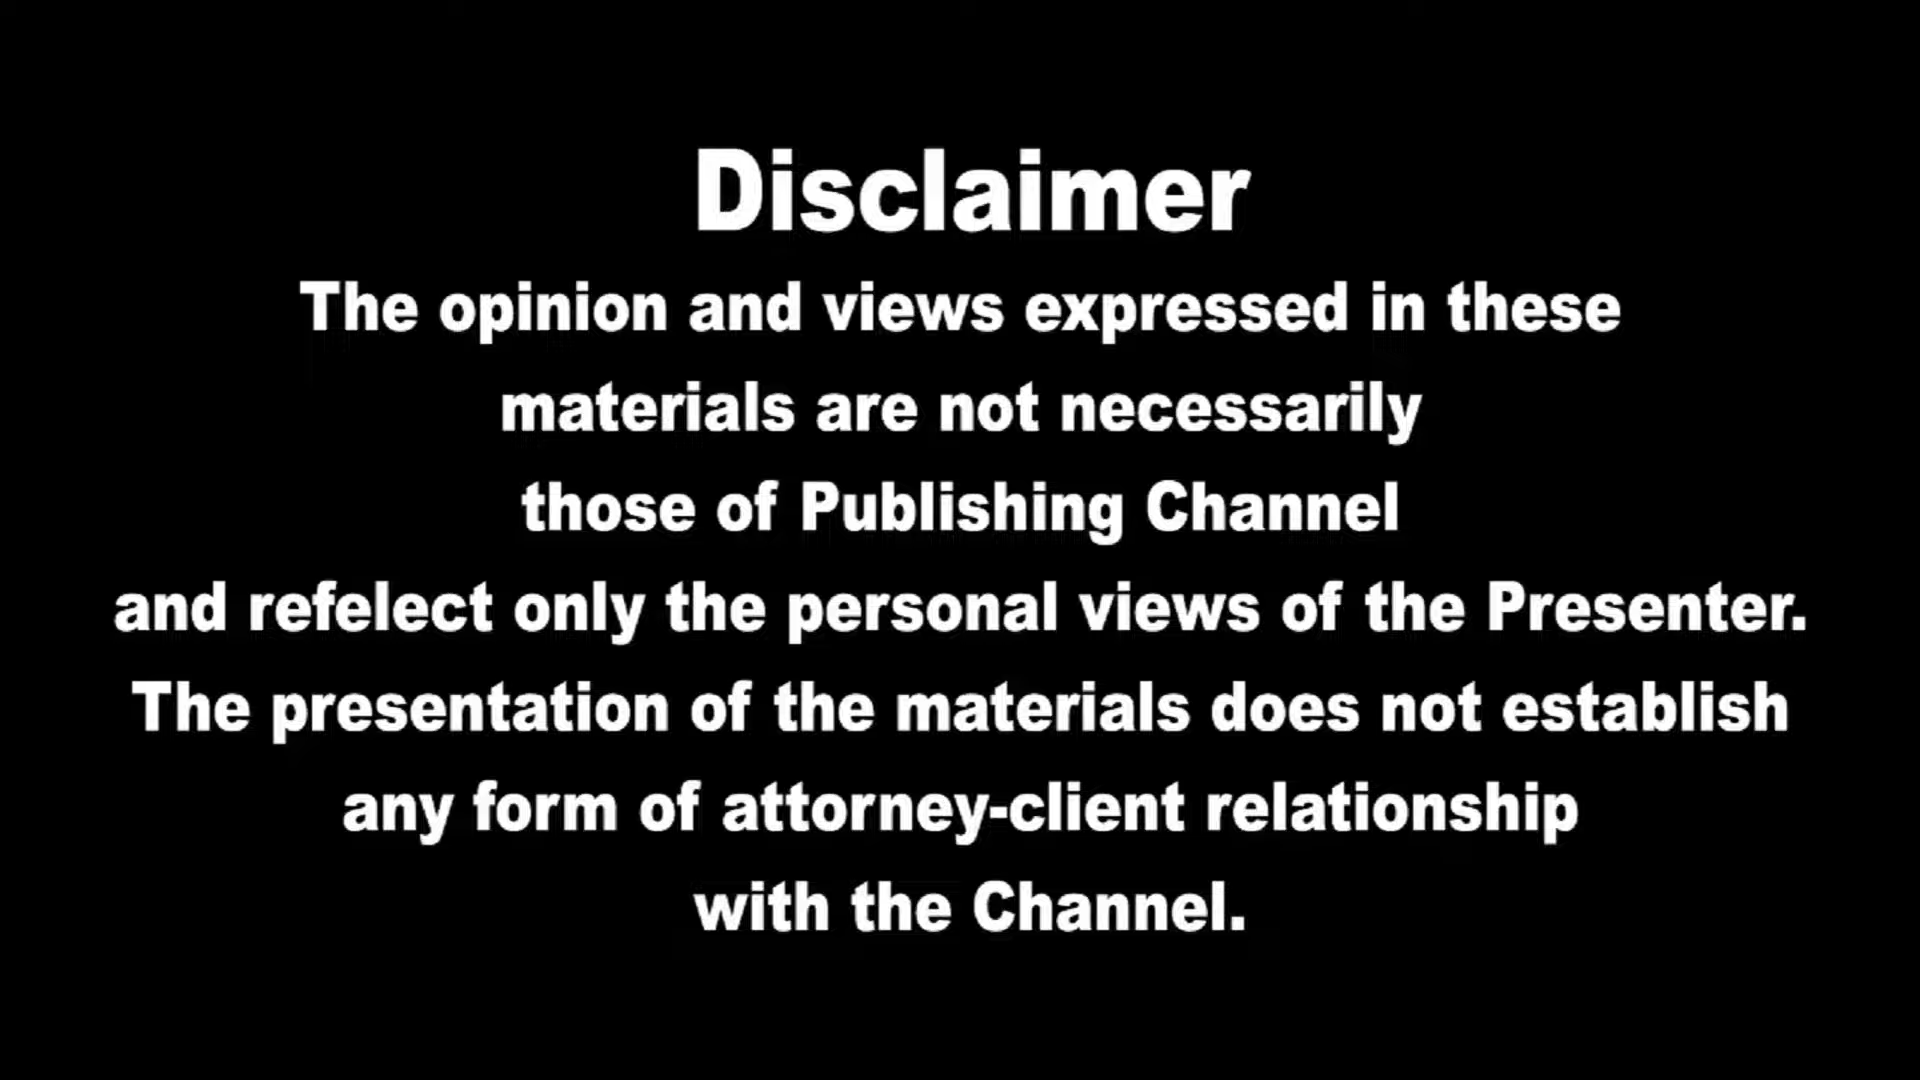 Disclaimer
The opinion and views expressed in these
materials are not necessarily
those of Publishing Channel
and refelect only the personal views of the Presenter.
The presentation of the materials does not establish
any form of attorney-client relationship
with the Channel.